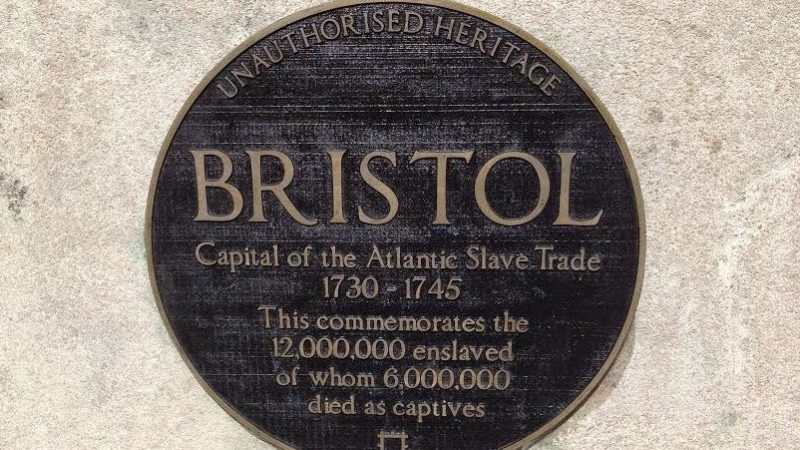 UNAUTHORISED HERITAGE
BRISTOL
Capital of the Atlantic Slave Trade
1730 - 1745
This commemorates the
12,000,000 enslaved
of whom 6,000,000
died as captives